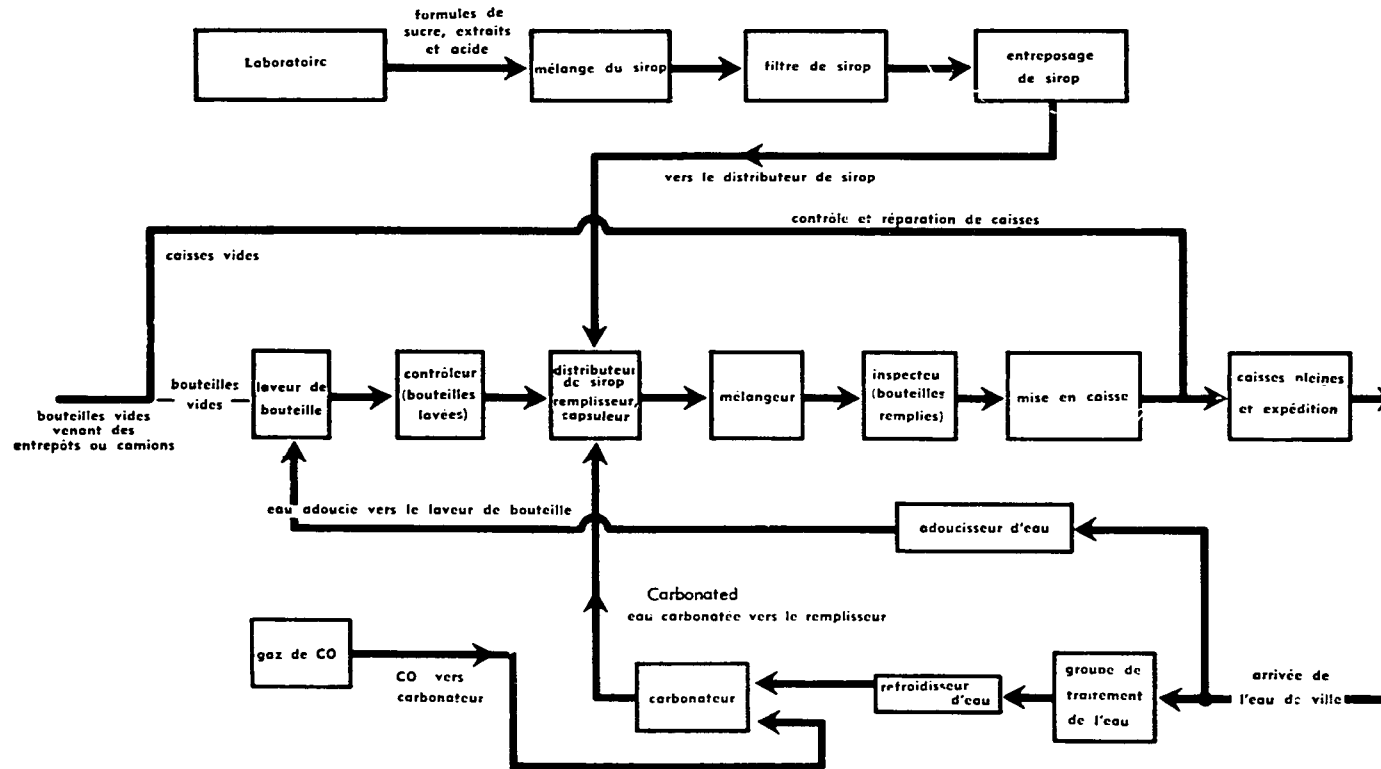 formules de
sucre, extraits
et acide
Laboratoire
mélange du sirop
filtre de sirop
entreposage
de sirop
vers le distributeur de sirop
contrôle et réparation de caisses
caisses vides
bouteilles
vides
bouteilles vides
venant des
entrepôts ou camions
laveur de
bouteille
contrôleur
(bouteilles
lavées)
distributeur
de sirop
remplisseur,
capsuleur
mélangeur
inspecteu
(bouteilles
remplies)
mise en caisse
caisses pleines
et expédition
eau adoucie vers le laveur de bouteille
adoucisseur d'eau
Carbonated
eau carbonatée vers le remplisseur
gaz de CO
CO vers
carbonateur
carbonateur
refroidisseur
d'eau
groupe de
traitement
de l'eau
arrivée de
l'eau de ville